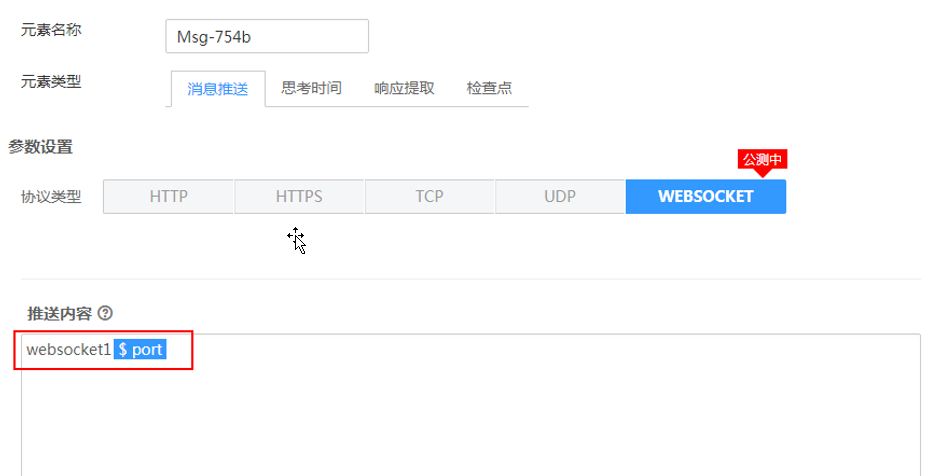 元素名称 Msg-754b
元素类型 消息推送 思考时间 响应提取 检查点
参数设置
公测中
协议类型 HTTP HTTPS TCP UDP WEBSOCKET
推送内容 ?
websocket1 $ port